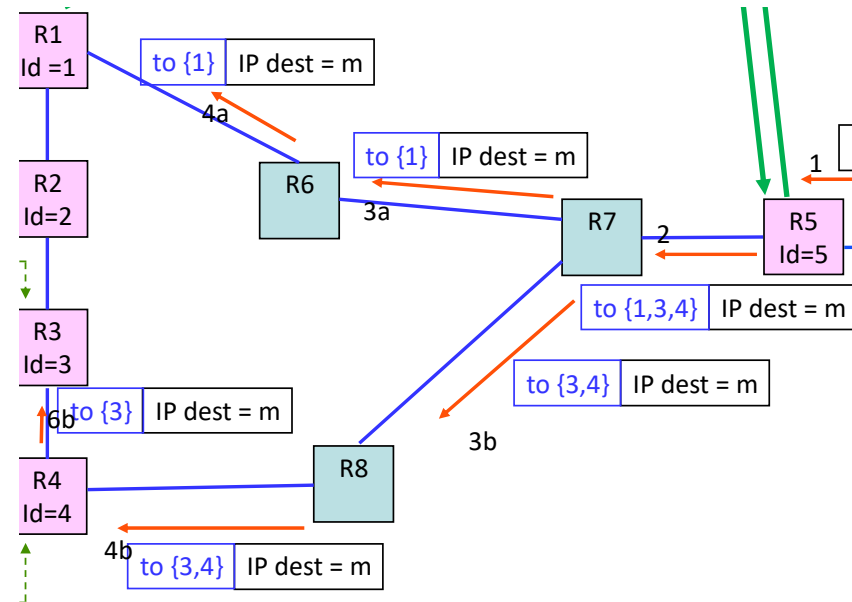 R1
Id =1
to {1} IP dest = m
4a
to {1} IP dest = m
1
R2
Id=2
R6
3a
R7
2
R5
Id=5
to {1,3,4} IP dest = m
R3
Id=3
to {3,4} IP dest = m
6b
to {3} IP dest = m
3b
R4
Id=4
R8
4b
to {3,4} IP dest = m